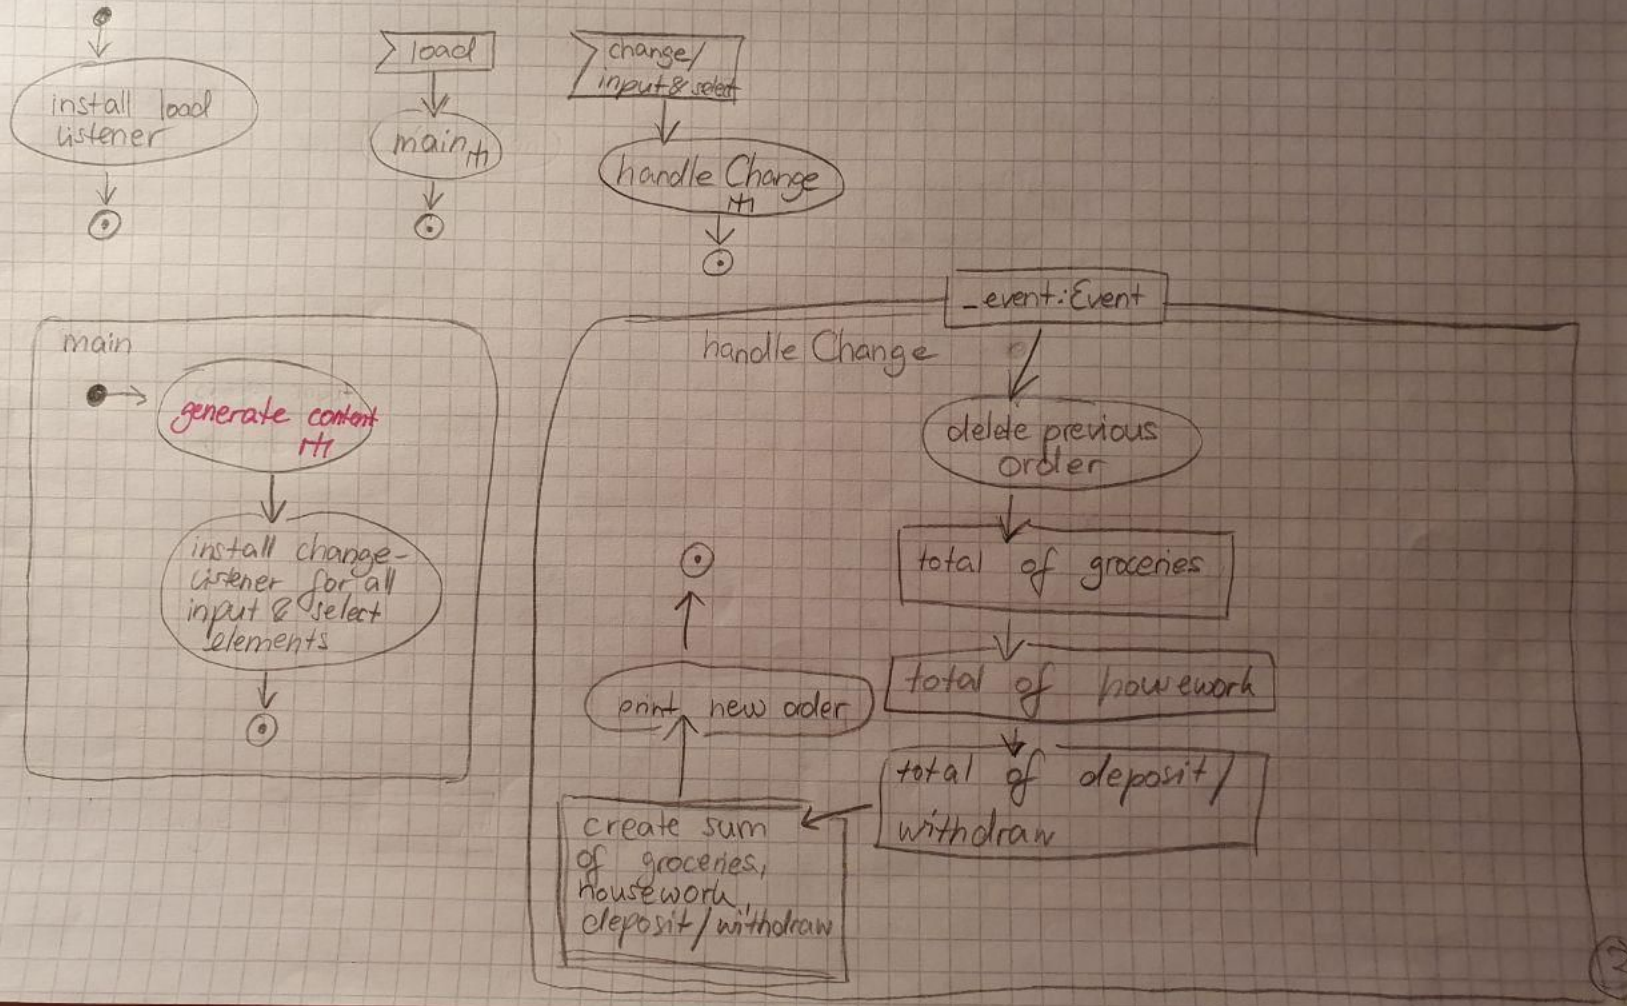 install load
Listener
load
main
change/
input & select
handle Change
_event:Event
main
generate content
install change-
Listener for all
input & select
elements
handle Change
delete previous
order
total of groceries
total of housework
total of deposit/
withdraw
create sum
of groceries,
housework,
deposit/withdraw
print new order